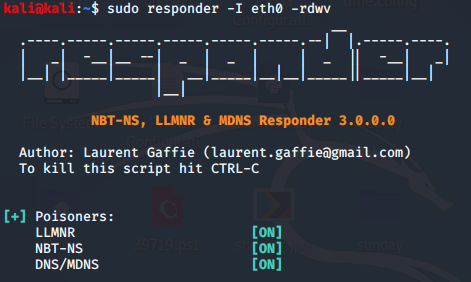 kali@kali:~$ sudo responder -I eth0 -rdwv
NBT-NS, LLMNR & MDNS Responder 3.0.0.0
Author: Laurent Gaffie (laurent.gaffie@gmail.com)
To kill this script hit CTRL-C
[+] Poisoners:
LLMNR [ON]
NBT-NS [ON]
DNS/MDNS [ON]